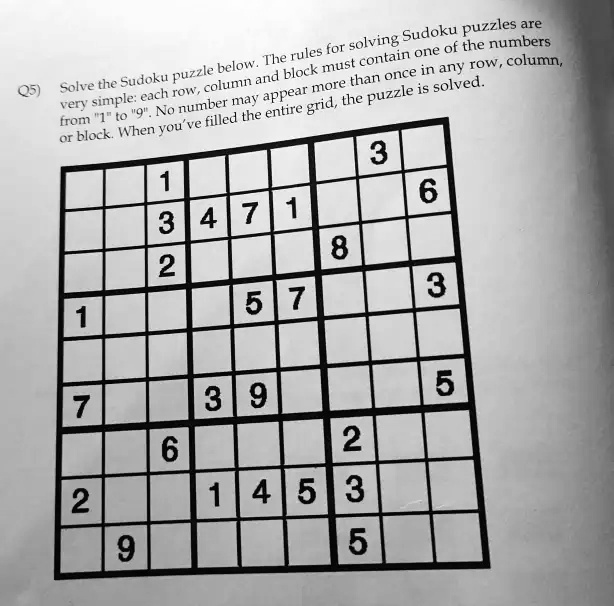 Q5) Solve the Sudoku puzzle below. The rules for solving Sudoku puzzles are
very simple: each row, column and block must contain one of the numbers
from "1" to "9". No number may appear more than once in any row, column,
or block. When you've filled the entire grid, the puzzle is solved.
1 3
3 4 7 1 6
2 8
1 5 7 3
7 3 9 5
6 2
2 1 4 5 3
9 5